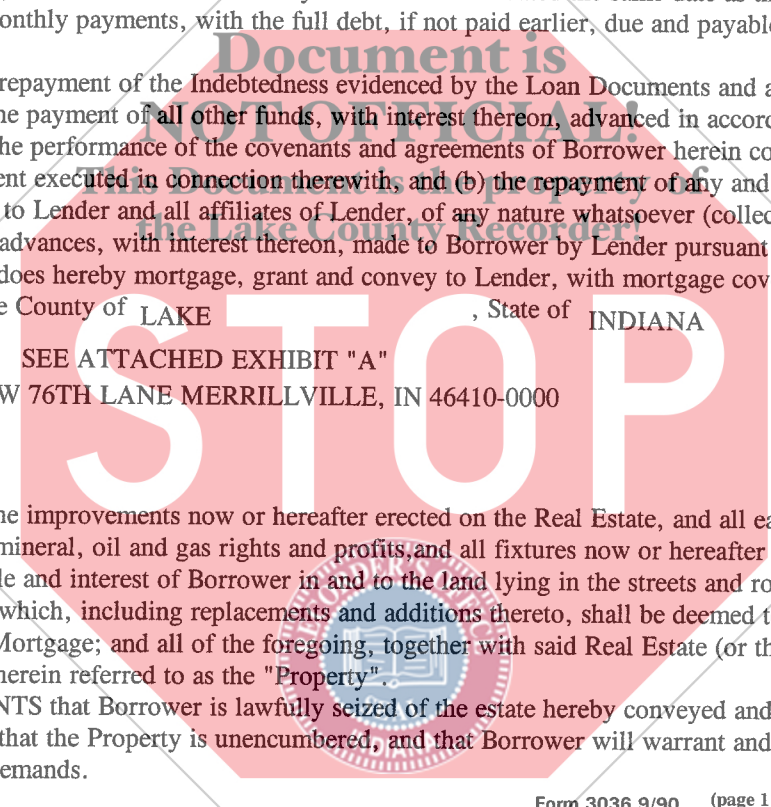 onthly payments, with the full debt, if not paid earlier, due and payable
Document is
repayment of the Indebtedness evidenced by the Loan Documents and a
NOT OFFICIAL!
he payment of all other funds, with interest thereon, advanced in accord
he performance of the covenants and agreements of Borrower herein co
This Document is the property of
ent executed in connection therewith, and (b) the repayment of any and
to Lender and all affiliates of Lender, of any nature whatsoever (collec
the Lake County Recorder!
advances, with interest thereon, made to Borrower by Lender pursuant
does hereby mortgage, grant and convey to Lender, with mortgage cov
e County of LAKE , State of INDIANA
STOP
SEE ATTACHED EXHIBIT "A"
W 76TH LANE MERRILLVILLE, IN 46410-0000
he improvements now or hereafter erected on the Real Estate, and all ea
mineral, oil and gas rights and profits,and all fixtures now or hereafter
le and interest of Borrower in and to the land lying in the streets and ro
which, including replacements and additions thereto, shall be deemed t
Mortgage; and all of the foregoing, together with said Real Estate (or th
herein referred to as the "Property".
RECORDER'S OFFICE
SEAL
INDIANA
NTS that Borrower is lawfully seized of the estate hereby conveyed and
that the Property is unencumbered, and that Borrower will warrant and
emands.
Form 3036 9/90 (page 1